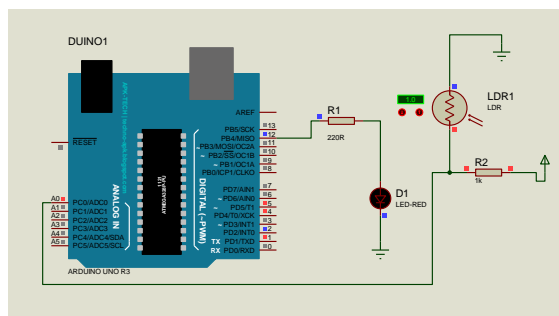 DUINO1
ARDUINO UNO R3
RESET
AREF
PB5/SCK 13
PB4/MISO 12
PB3/MOSI/OC2A 11
PB2/SS/OC1B 10
PB1/OC1A 9
PB0/ICP1/CLKO 8
PD7/AIN1 7
PD6/AIN0 6
PD5/T1 5
PD4/T0/XCK 4
PD3/INT1 3
PD2/INT0 2
TX PD1/TXD 1
RX PD0/RXD 0
DIGITAL (~PWM)
ANALOG IN
A0 PC0/ADC0
A1 PC1/ADC1
A2 PC2/ADC2
A3 PC3/ADC3
A4 PC4/ADC4/SDA
A5 PC5/ADC5/SCL
R1
220R
D1
LED-RED
1.0
LDR1
LDR
R2
1k